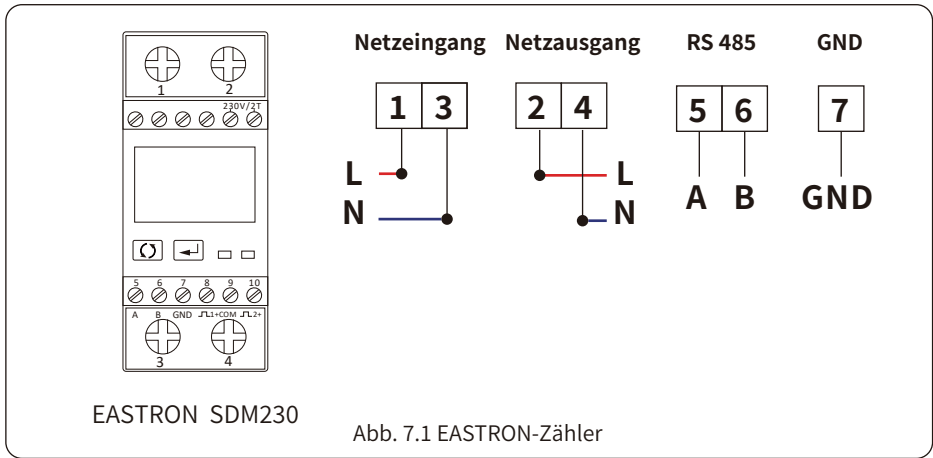 Netzeingang Netzausgang RS 485 GND
1 2
230V/2T
1 3 2 4 5 6 7
L L
N N
A B GND
5 6 7 8 9 10
A B GND 1+COM 2+
3 4
EASTRON SDM230
Abb. 7.1 EASTRON-Zähler